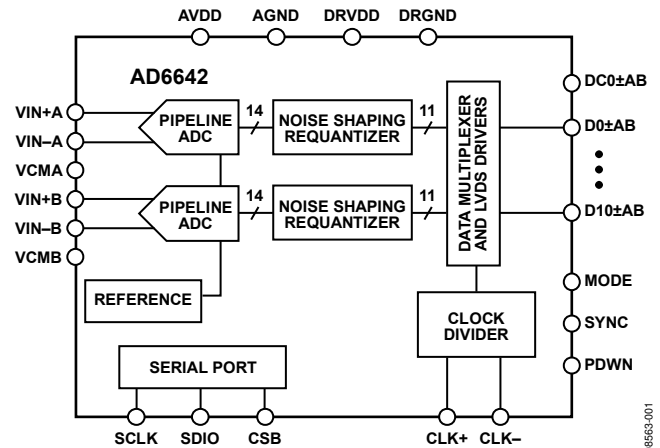 AVDD AGND DRVDD DRGND
AD6642
VIN+A
VIN–A
VCMA
VIN+B
VIN–B
VCMB
PIPELINE
ADC
14
NOISE SHAPING
REQUANTIZER
11
PIPELINE
ADC
14
NOISE SHAPING
REQUANTIZER
11
DATA MULTIPLEXER
AND LVDS DRIVERS
DC0±AB
D0±AB
D10±AB
MODE
SYNC
PDWN
REFERENCE
CLOCK
DIVIDER
SERIAL PORT
SCLK SDIO CSB CLK+ CLK–
8563-001